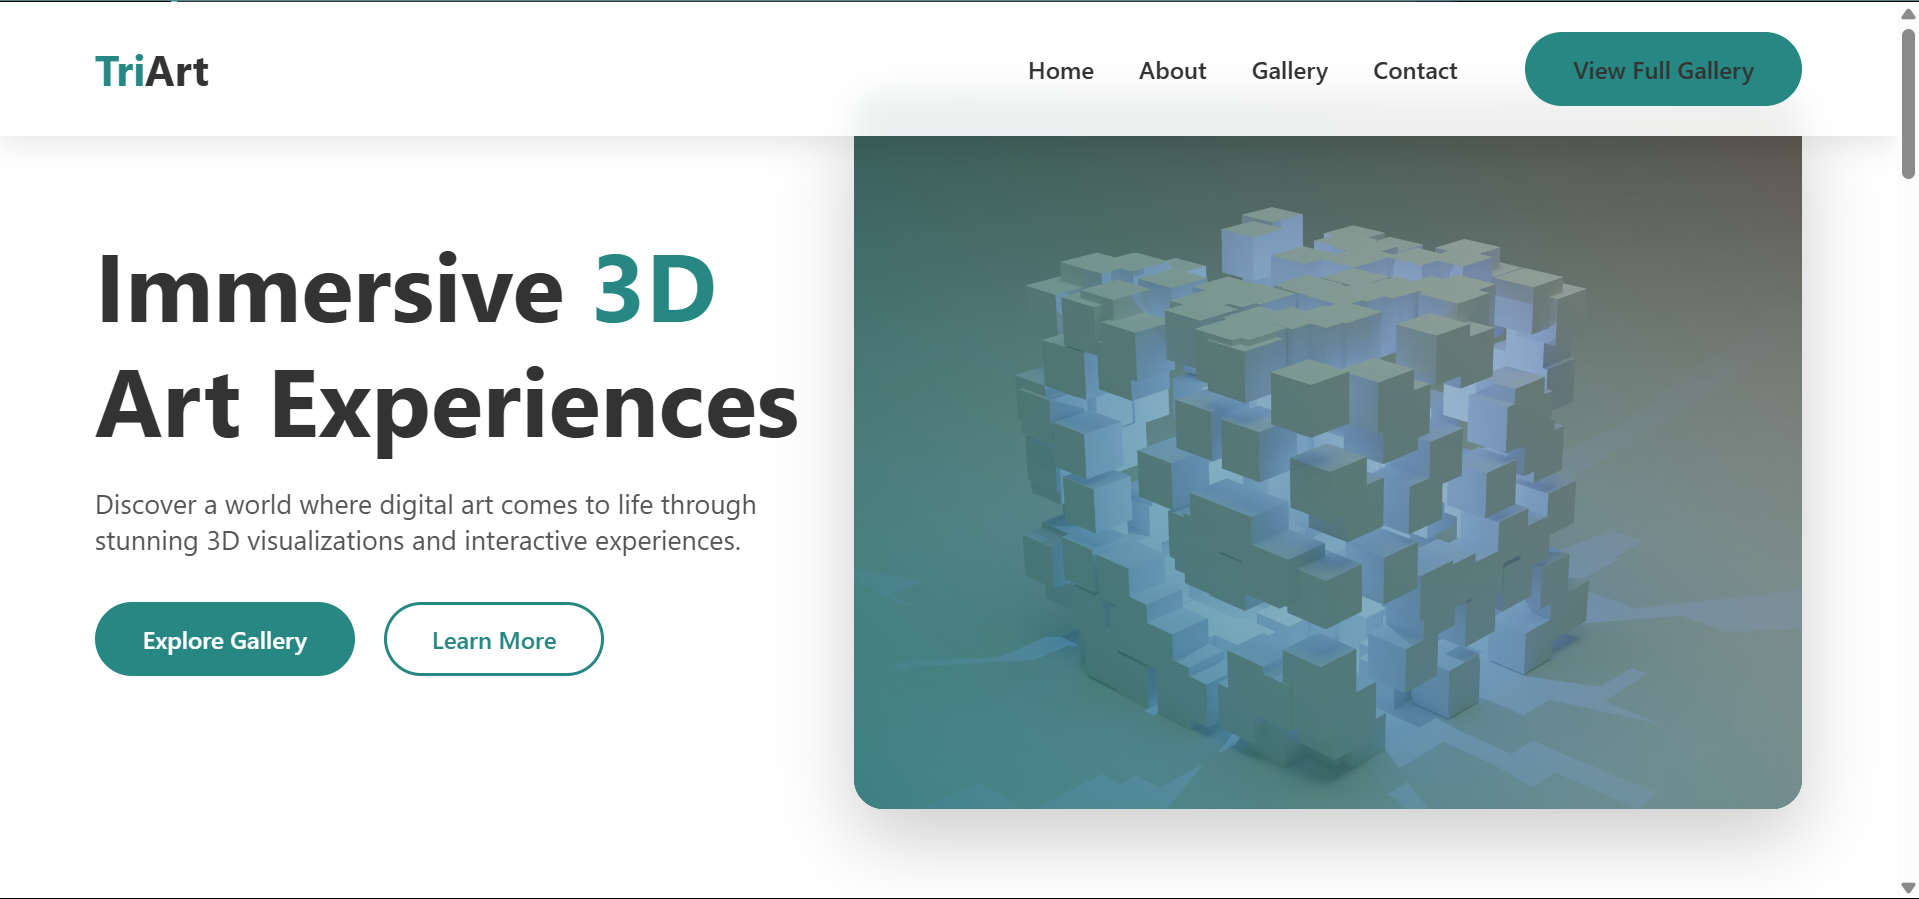 TriArt
Home About Gallery Contact View Full Gallery
Immersive 3D
Art Experiences
Discover a world where digital art comes to life through
stunning 3D visualizations and interactive experiences.
Explore Gallery Learn More